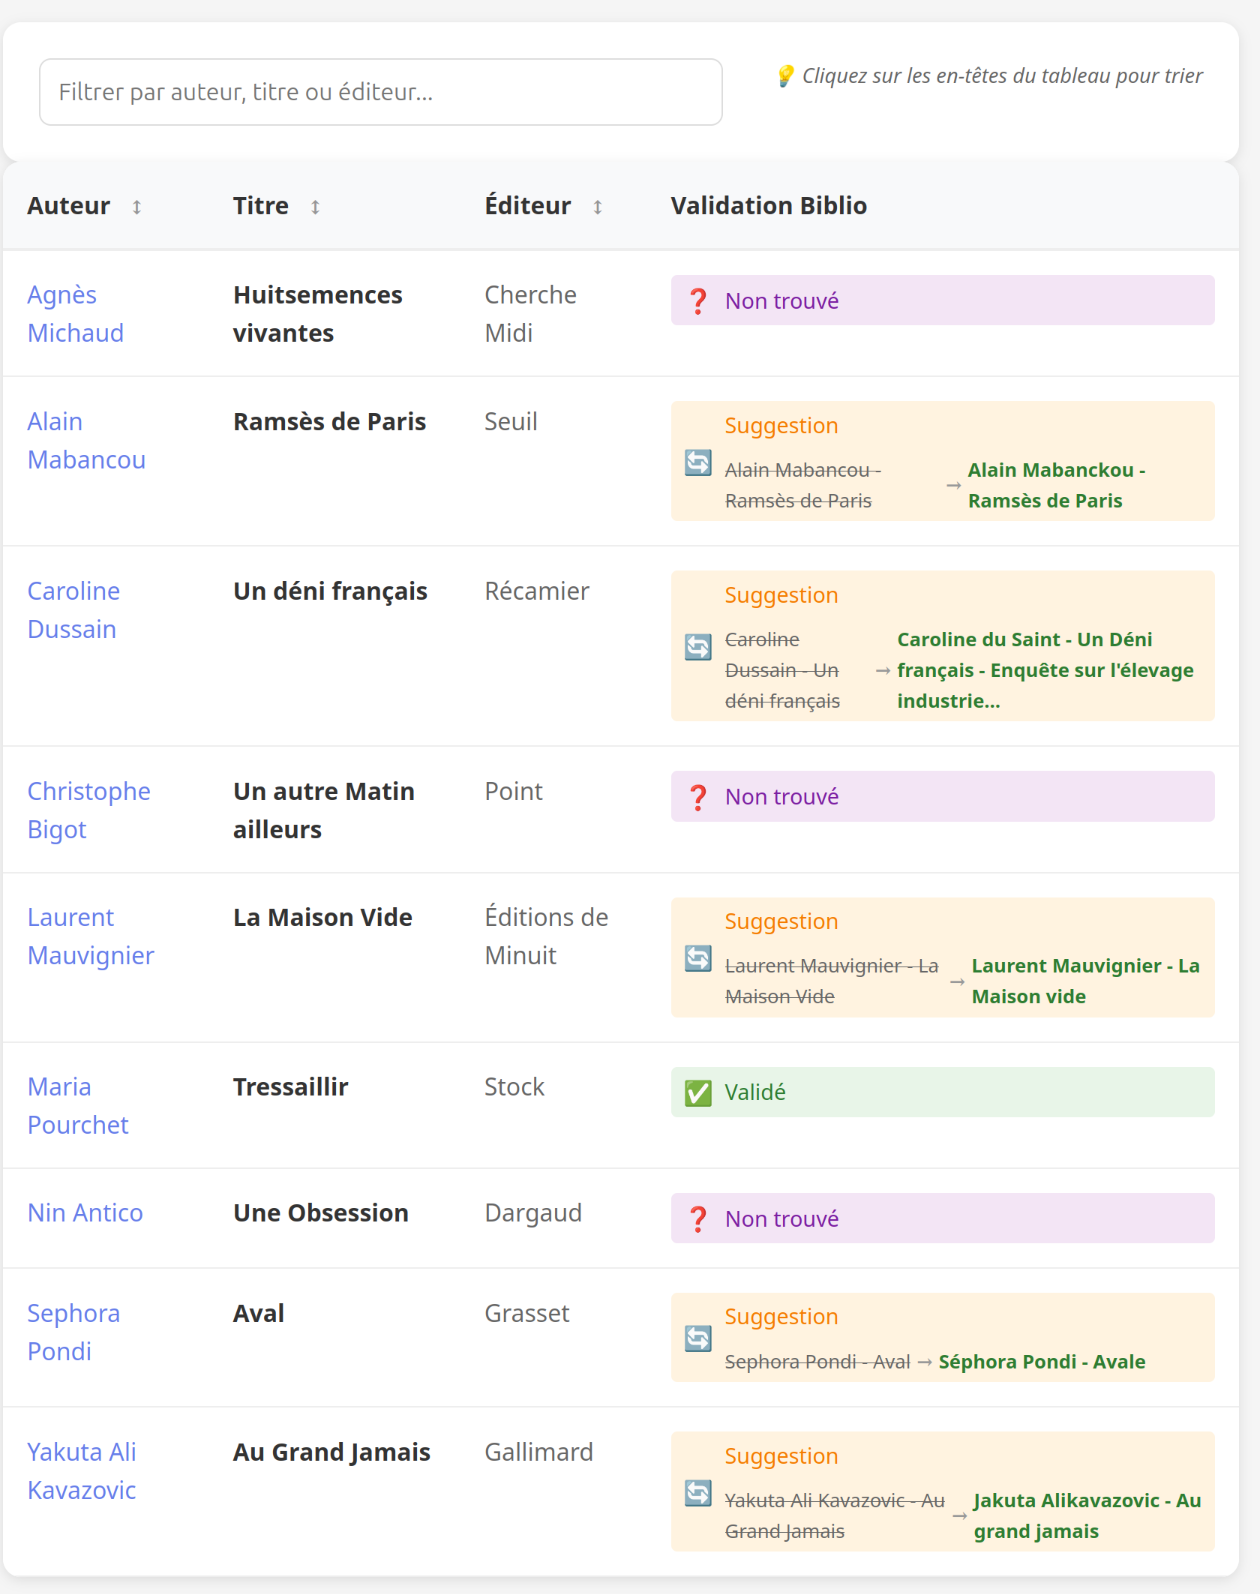 Filtrer par auteur, titre ou éditeur...
💡 Cliquez sur les en-têtes du tableau pour trier
Auteur ↕ Titre ↕ Éditeur ↕ Validation Biblio
Agnès
Michaud
Huitsemences
vivantes
Cherche
Midi
❓ Non trouvé
Alain
Mabancou
Ramsès de Paris
Seuil
Suggestion
Alain Mabancou -
Ramsès de Paris
→
Alain Mabanckou -
Ramsès de Paris
Caroline
Dussain
Un déni français
Récamier
Suggestion
Caroline
Dussain - Un
déni français
→
Caroline du Saint - Un Déni
français - Enquête sur l'élevage
industrie...
Christophe
Bigot
Un autre Matin
ailleurs
Point
❓ Non trouvé
Laurent
Mauvignier
La Maison Vide
Éditions de
Minuit
Suggestion
Laurent Mauvignier - La
Maison Vide
→
Laurent Mauvignier - La
Maison vide
Maria
Pourchet
Tressaillir
Stock
✅ Validé
Nin Antico
Une Obsession
Dargaud
❓ Non trouvé
Sephora
Pondi
Aval
Grasset
Suggestion
Sephora Pondi - Aval → Séphora Pondi - Avale
Yakuta Ali
Kavazovic
Au Grand Jamais
Gallimard
Suggestion
Yakuta Ali Kavazovic - Au
Grand Jamais
→
Jakuta Alikavazovic - Au
grand jamais